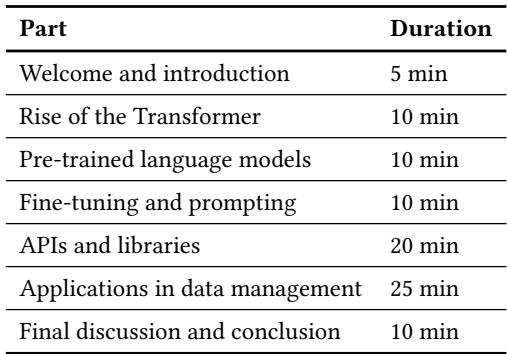 Part Duration
Welcome and introduction 5 min
Rise of the Transformer 10 min
Pre-trained language models 10 min
Fine-tuning and prompting 10 min
APIs and libraries 20 min
Applications in data management 25 min
Final discussion and conclusion 10 min